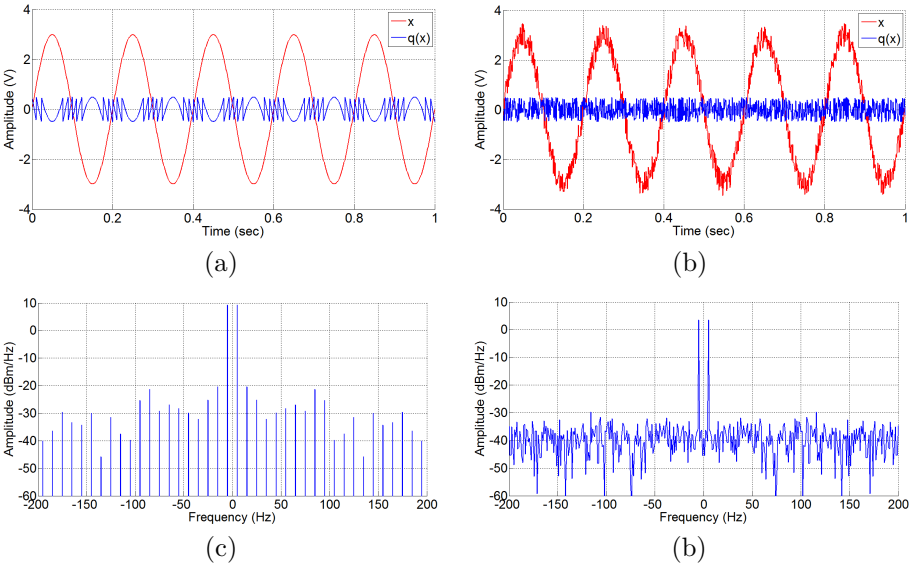 4
2
0
-2
-4
Amplitude (V)
0 0.2 0.4 0.6 0.8 1
Time (sec)
x
q(x)
(a)
4
2
0
-2
-4
Amplitude (V)
0 0.2 0.4 0.6 0.8 1
Time (sec)
x
q(x)
(b)
10
0
-10
-20
-30
-40
-50
-60
Amplitude (dBm/Hz)
-200 -150 -100 -50 0 50 100 150 200
Frequency (Hz)
(c)
10
0
-10
-20
-30
-40
-50
-60
Amplitude (dBm/Hz)
-200 -150 -100 -50 0 50 100 150 200
Frequency (Hz)
(b)